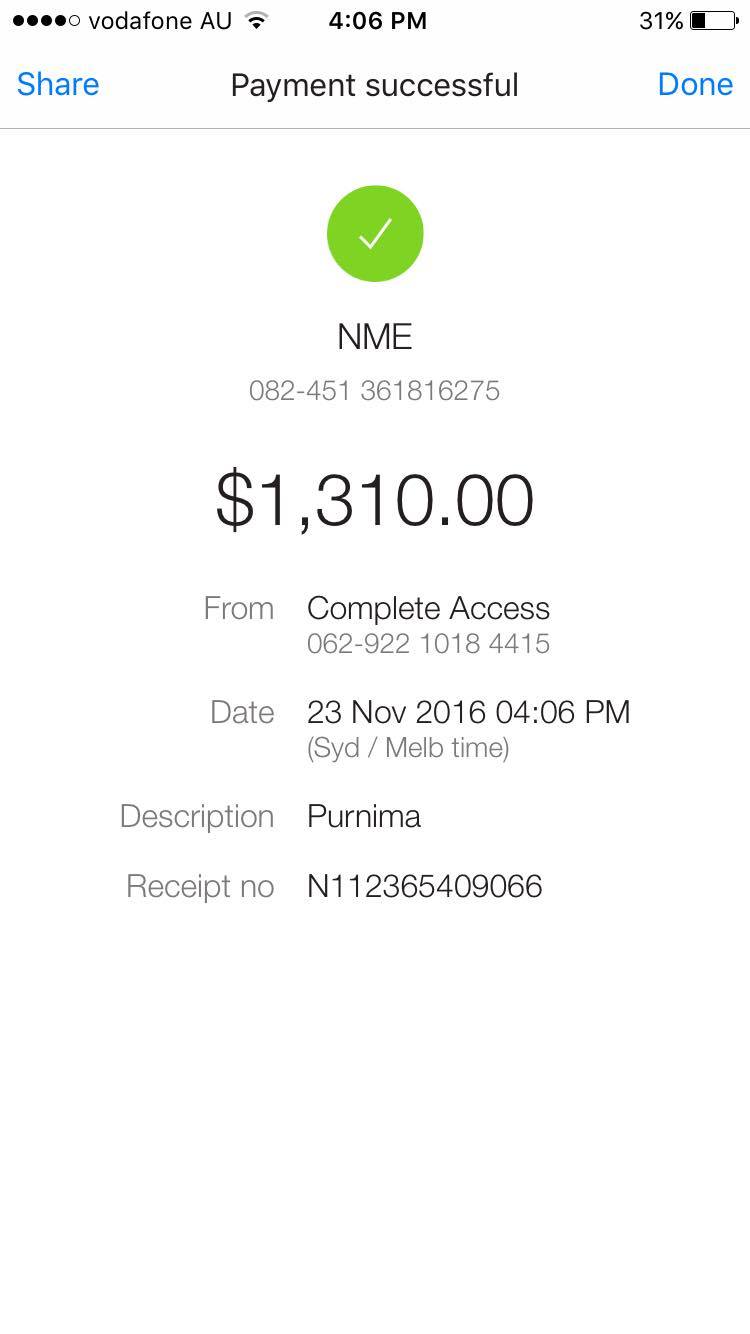 vodafone AU 4:06 PM 31%
Share Payment successful Done
NME
082-451 361816275
$1,310.00
From Complete Access
062-922 1018 4415
Date 23 Nov 2016 04:06 PM
(Syd / Melb time)
Description Purnima
Receipt no N112365409066